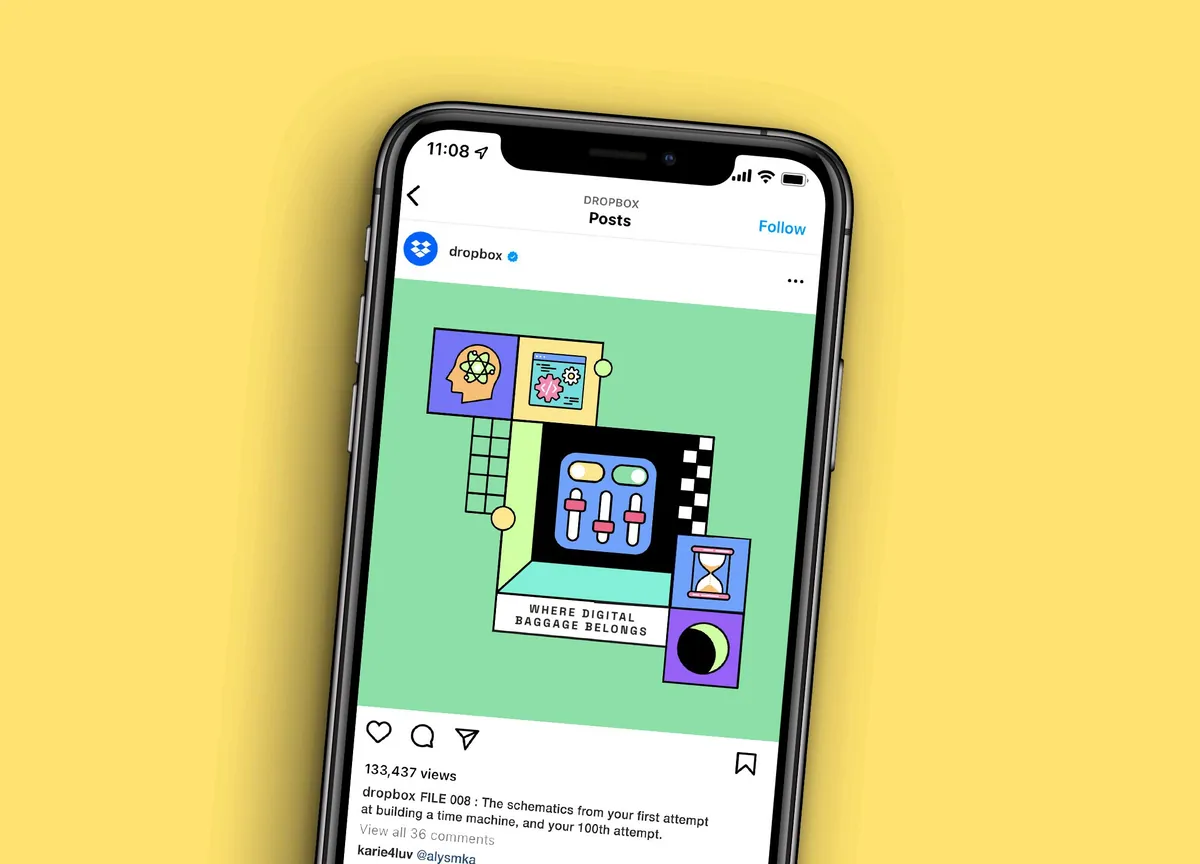 11:08
DROPBOX
Posts
Follow
dropbox
WHERE DIGITAL
BAGGAGE BELONGS
133,437 views
dropbox FILE 008 : The schematics from your first attempt
at building a time machine, and your 100th attempt.
View all 36 comments
karie4luv @alysmka